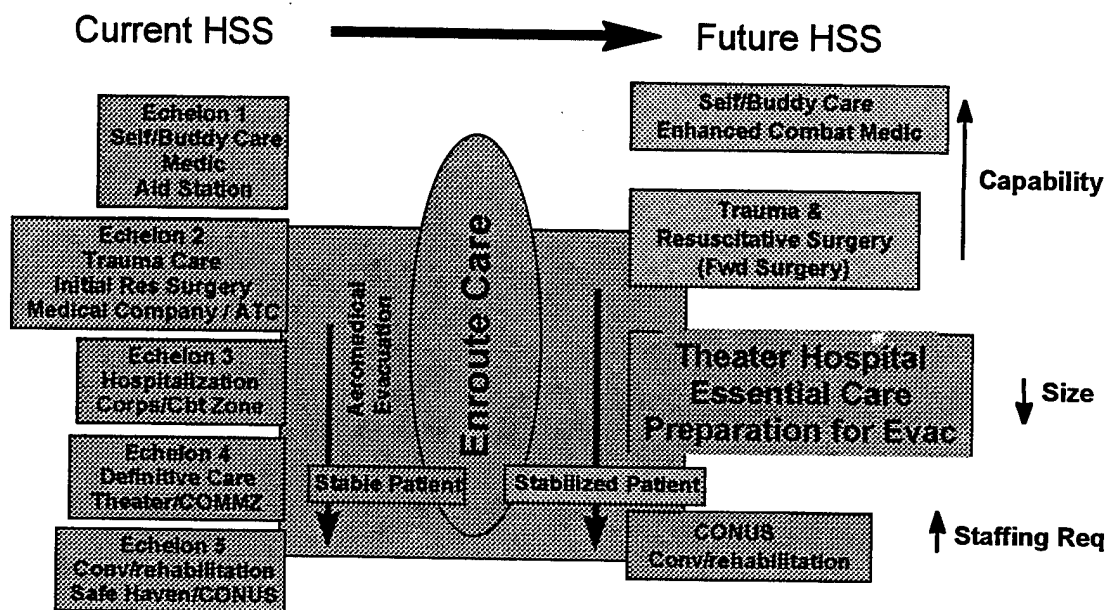 Current HSS
Future HSS
Echelon 1
Self/Buddy Care
Medic
Aid Station
Echelon 2
Trauma Care
Initial Res Surgery
Medical Company / ATC
Echelon 3
Hospitalization
Corps/Cbt Zone
Echelon 4
Definitive Care
Theater/COMMZ
Echelon 5
Conv/rehabilitation
Safe Haven/CONUS
Aeromedical
Evacuation
Stable Patient
Enroute Care
Stabilized Patient
Self/Buddy Care
Enhanced Combat Medic
Trauma &
Resuscitative Surgery
(Fwd Surgery)
Theater Hospital
Essential Care
Preparation for Evac
CONUS
Conv/rehabilitation
Capability
Size
Staffing Req